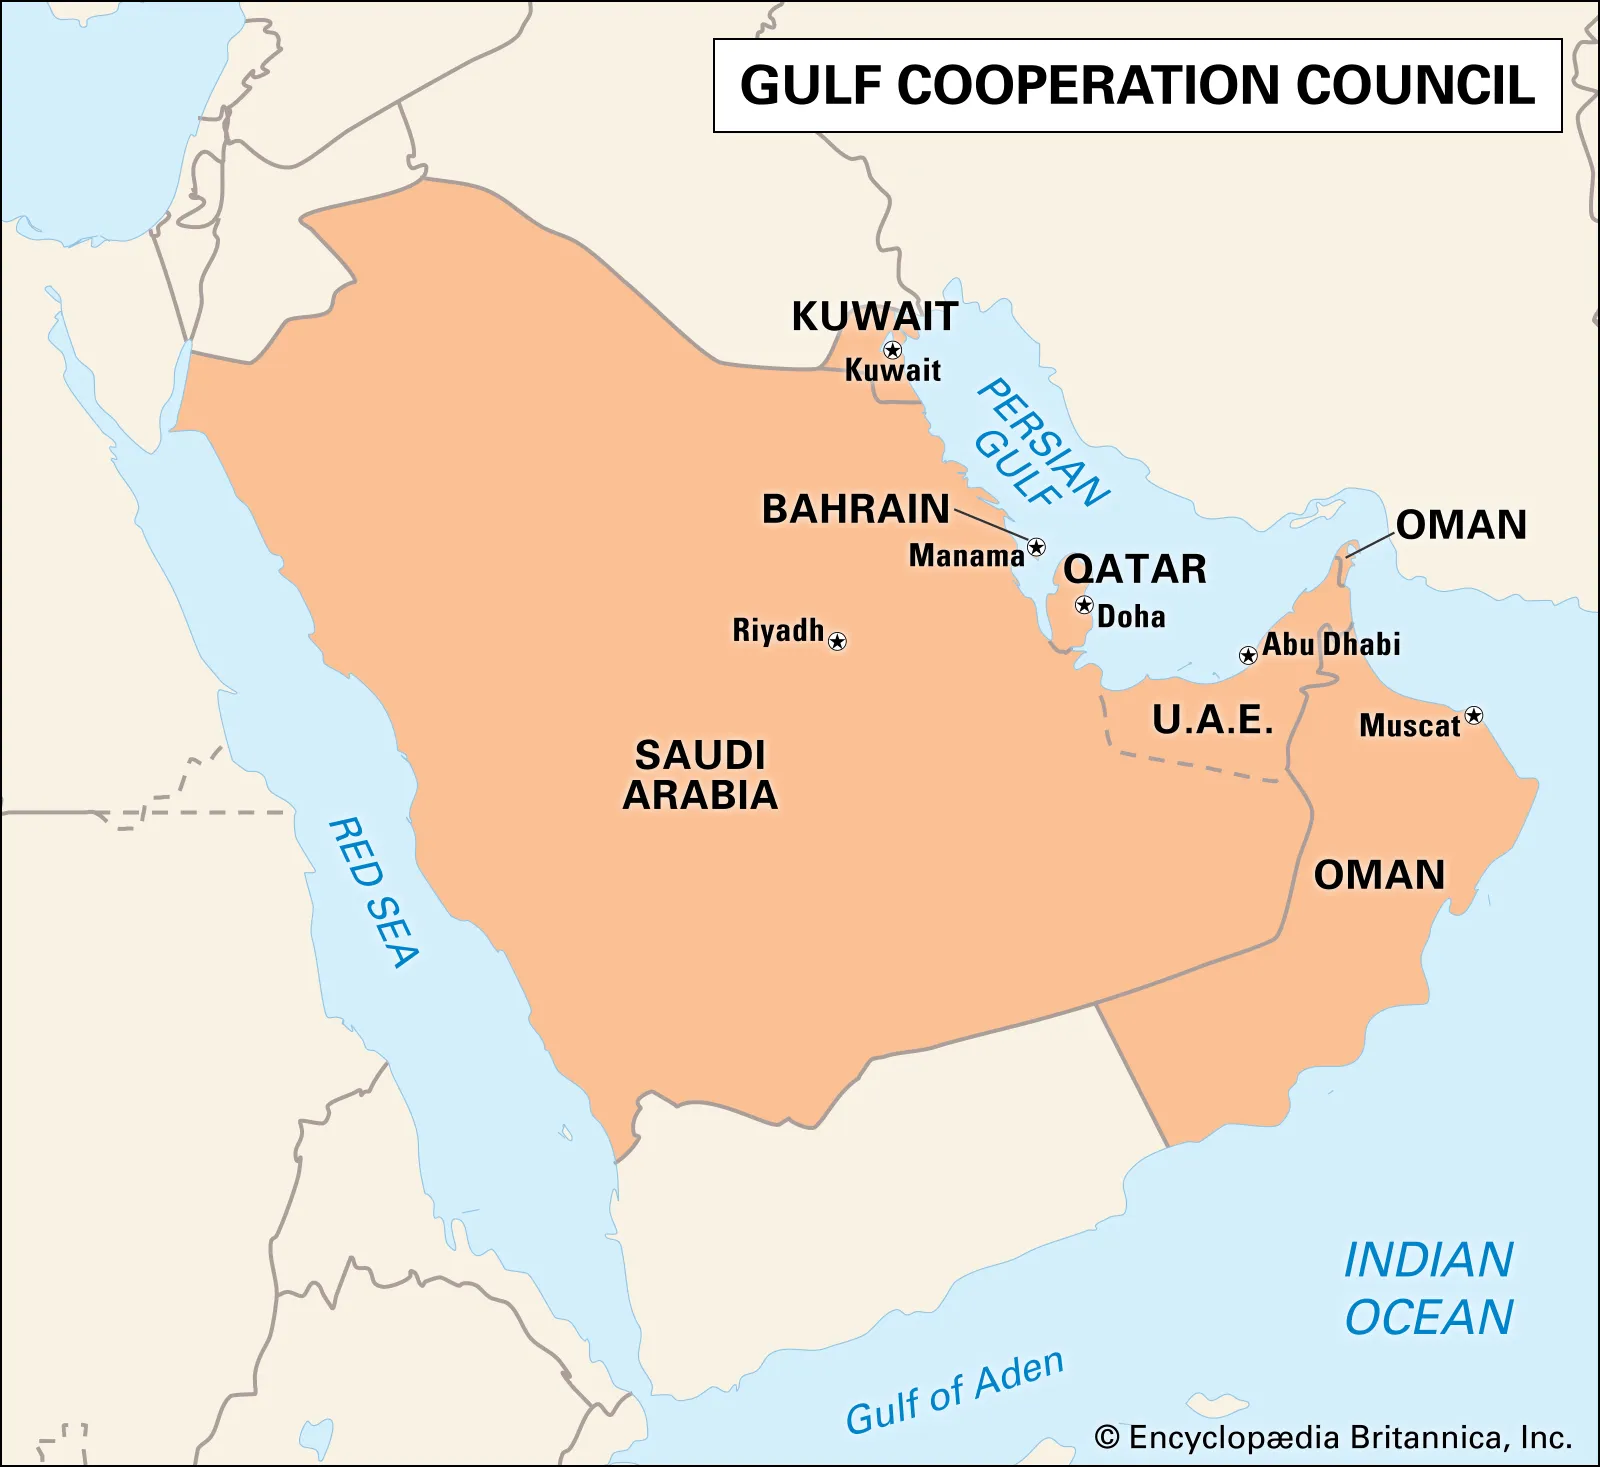 GULF COOPERATION COUNCIL
KUWAIT
Kuwait
PERSIAN
GULF
BAHRAIN
Manama
QATAR
Doha
OMAN
Riyadh
Abu Dhabi
U.A.E.
Muscat
SAUDI
ARABIA
OMAN
RED SEA
INDIAN
OCEAN
Gulf of Aden
© Encyclopædia Britannica, Inc.